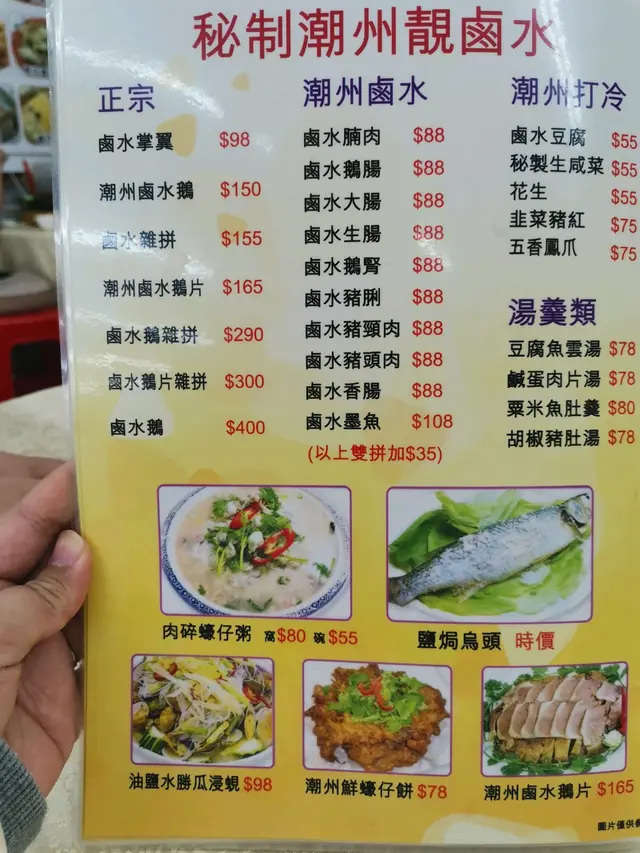 秘制潮州靚鹵水
正宗
鹵水掌翼 $98
潮州鹵水鵝 $150
鹵水雜拼 $155
潮州鹵水鵝片 $165
鹵水鵝雜拼 $290
鹵水鵝片雜拼 $300
鹵水鵝 $400
潮州鹵水
鹵水腩肉 $88
鹵水鵝腸 $88
鹵水大腸 $88
鹵水生腸 $88
鹵水鵝腎 $88
鹵水豬脷 $88
鹵水豬頸肉 $88
鹵水豬頭肉 $88
鹵水香腸 $88
鹵水墨魚 $108
(以上雙拼加$35)
潮州打冷
鹵水豆腐 $55
秘製生咸菜 $55
花生 $55
韭菜豬紅 $75
五香鳳爪 $75
湯羹類
豆腐魚雲湯 $78
鹹蛋肉片湯 $78
粟米魚肚羹 $80
胡椒豬肚湯 $78
肉碎蠔仔粥 窩$80 碗$55
鹽焗烏頭 時價
油鹽水勝瓜浸蜆 $98
潮州鮮蠔仔餅 $78
潮州鹵水鵝片 $165
圖片僅供